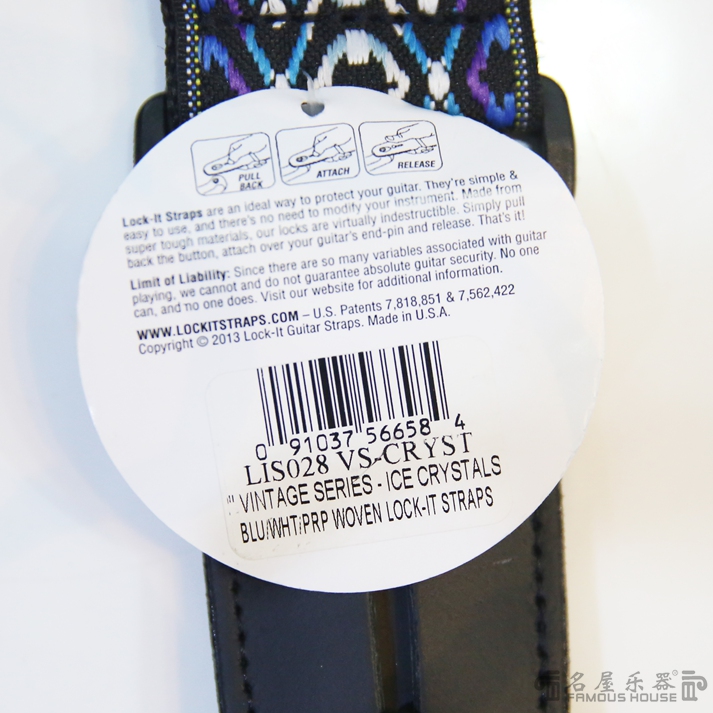 PULL BACK
ATTACH
RELEASE
Lock-It Straps are an ideal way to protect your guitar. They're simple &
easy to use, and there's no need to modify your instrument. Made from
super tough materials, our locks are virtually indestructible. Simply pull
back the button, attach over your guitar's end-pin and release. That's it!
Limit of Liability: Since there are so many variables associated with guitar
playing, we cannot and do not guarantee absolute guitar security. No one
can, and no one does. Visit our website for additional information.
WWW.LOCKITSTRAPS.COM – U.S. Patents 7,818,851 & 7,562,422
Copyright © 2013 Lock-It Guitar Straps. Made in U.S.A.
0 91037 56658 4
LIS028 VS-CRYST
" VINTAGE SERIES - ICE CRYSTALS
BLU/WHT/PRP WOVEN LOCK-IT STRAPS
名屋乐器®
FAMOUS HOUSE